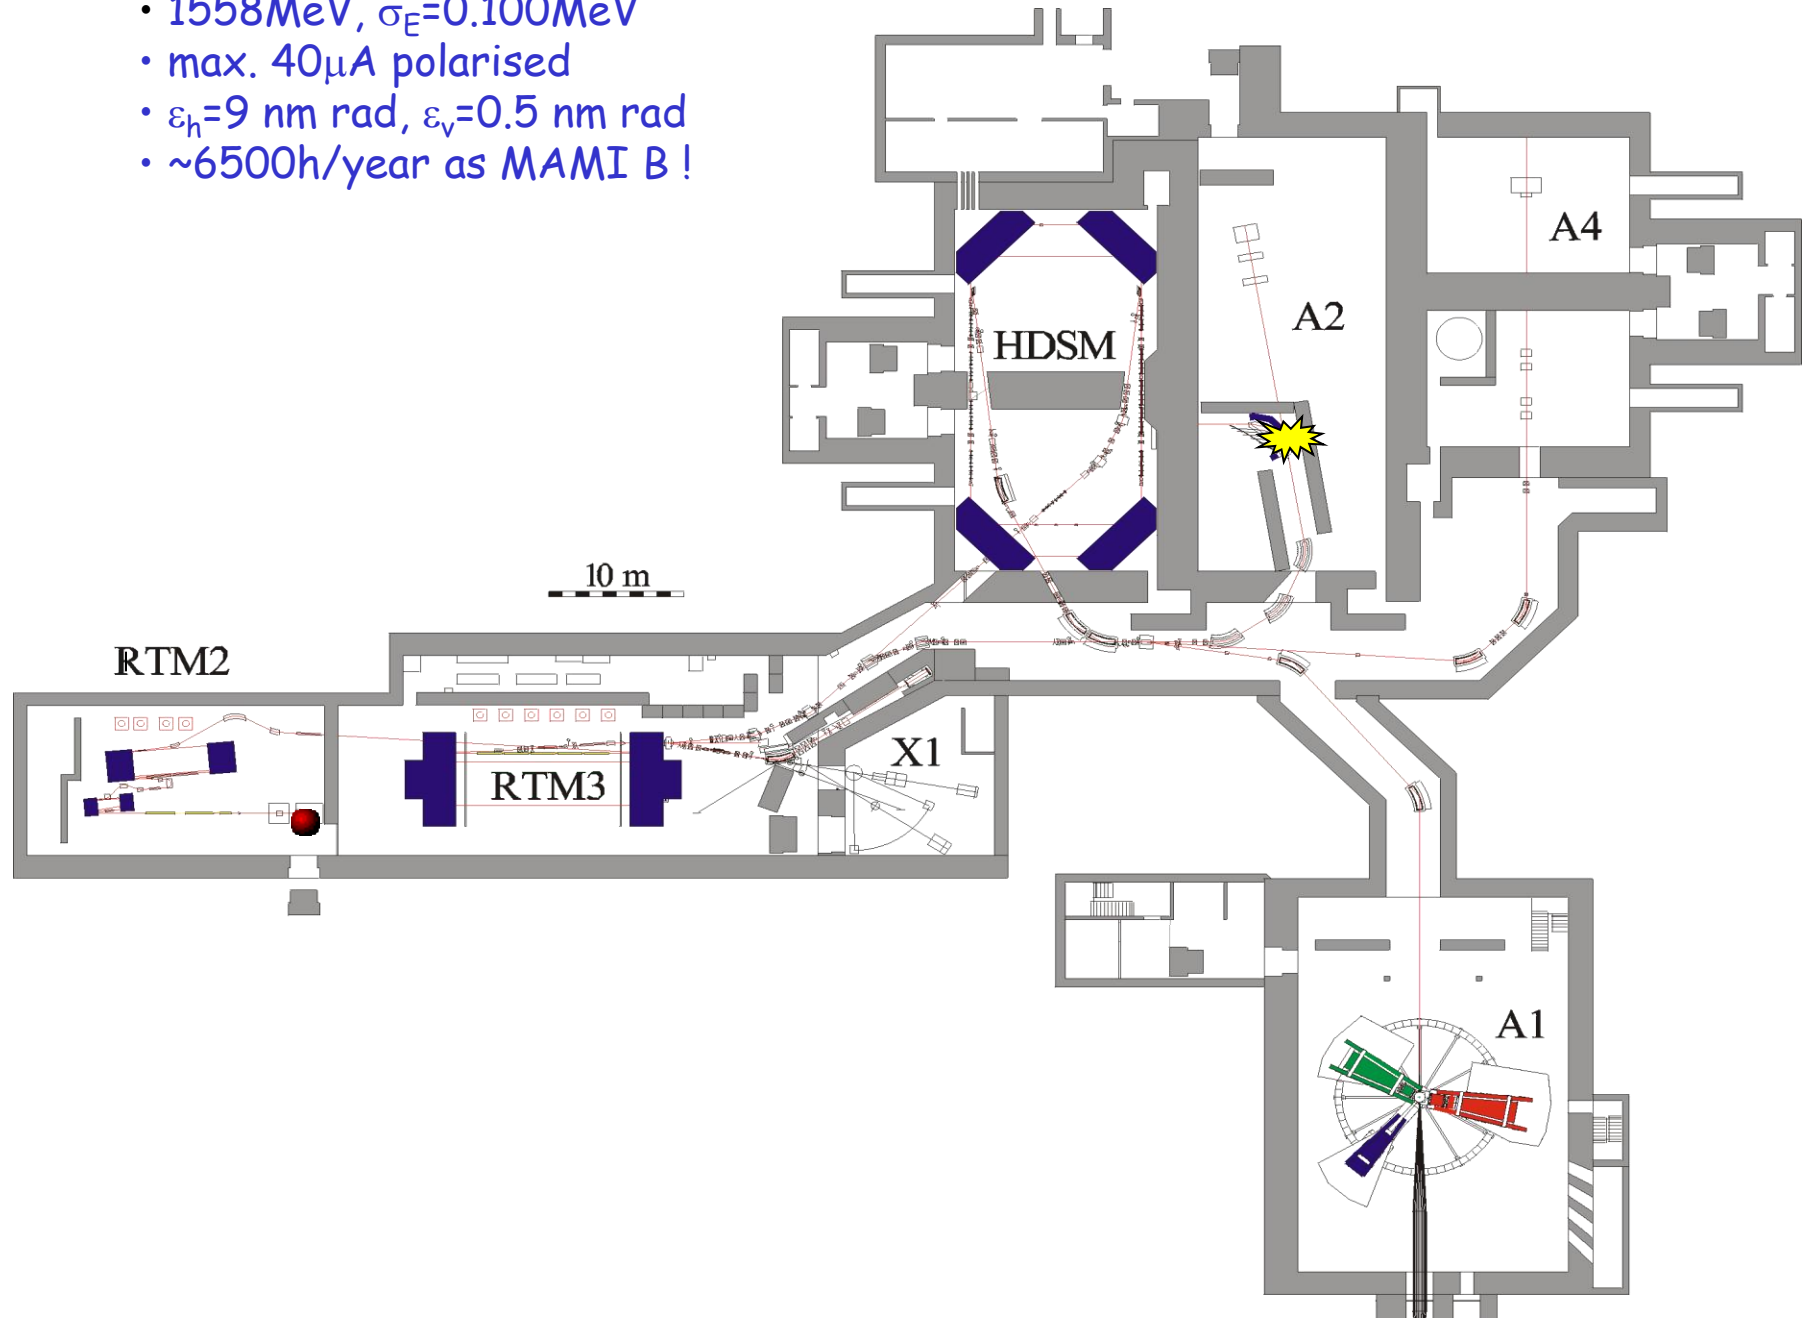 • 1558MeV, σE=0.100MeV
• max. 40μA polarised
• εh=9 nm rad, εv=0.5 nm rad
• ~6500h/year as MAMI B !
A4
A2
HDSM
10 m
RTM2
X1
RTM3
A1